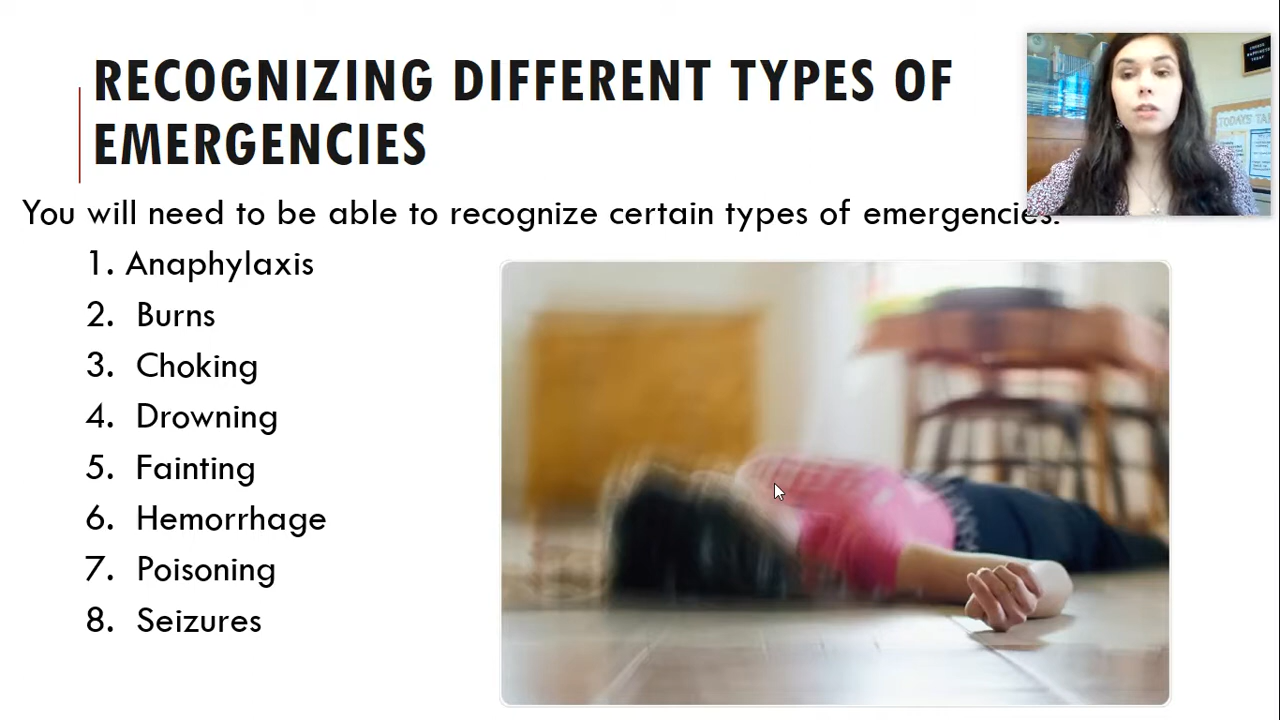 RECOGNIZING DIFFERENT TYPES OF
EMERGENCIES
You will need to be able to recognize certain types of emergencies.
1. Anaphylaxis
2. Burns
3. Choking
4. Drowning
5. Fainting
6. Hemorrhage
7. Poisoning
8. Seizures
TODAY'S